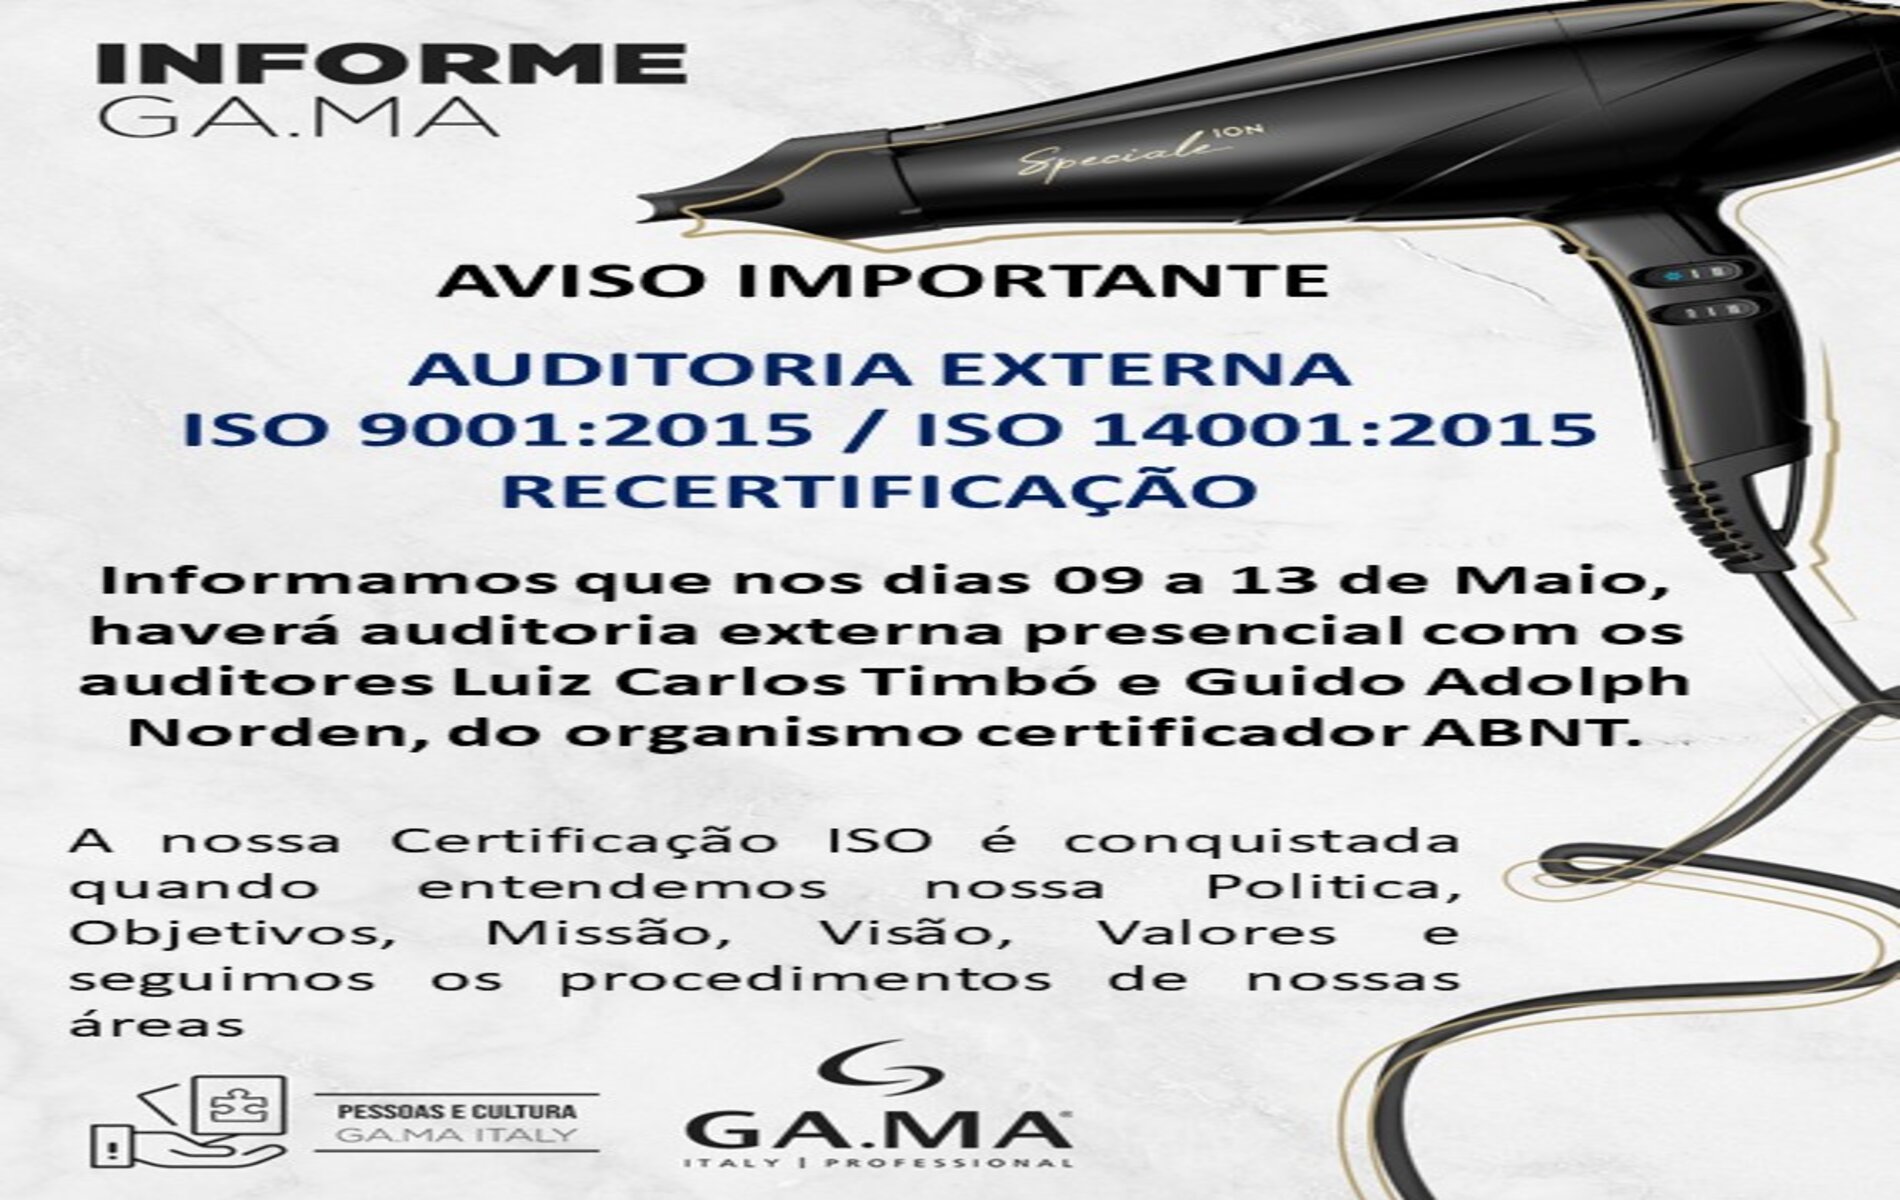 INFORME
GA.MA
Speciale ION
AVISO IMPORTANTE
AUDITORIA EXTERNA
ISO 9001:2015 / ISO 14001:2015
RECERTIFICAÇÃO
Informamos que nos dias 09 a 13 de Maio,
haverá auditoria externa presencial com os
auditores Luiz Carlos Timbó e Guido Adolph
Norden, do organismo certificador ABNT.
A nossa Certificação ISO é conquistada
quando entendemos nossa Politica,
Objetivos, Missão, Visão, Valores e
seguimos os procedimentos de nossas
áreas
PESSOAS E CULTURA
GA.MA ITALY
GA.MA®
ITALY | PROFESSIONAL